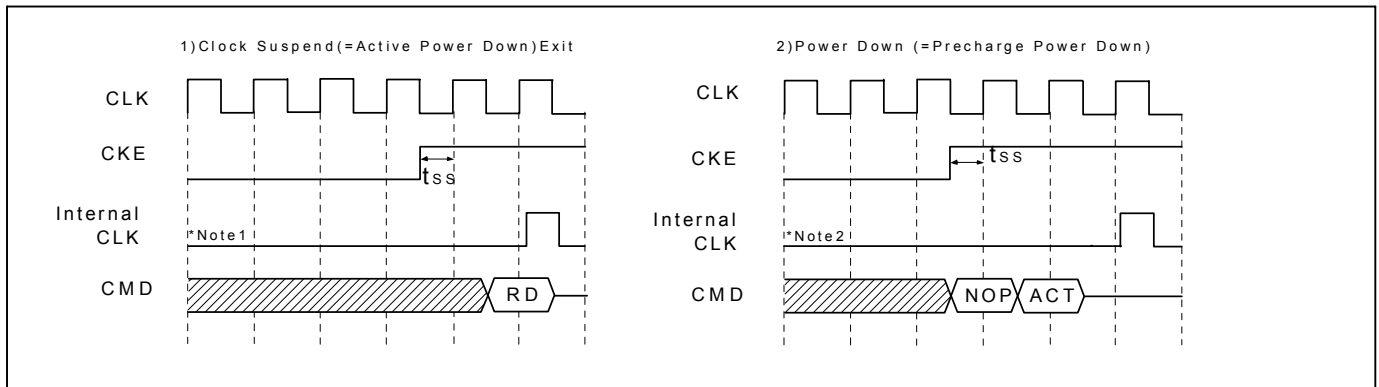 1)Clock Suspend(=Active Power Down)Exit
CLK
CKE
tss
Internal
CLK
*Note1
CMD
RD
2)Power Down (=Precharge Power Down)
CLK
CKE
tss
Internal
CLK
*Note2
CMD
NOP
ACT